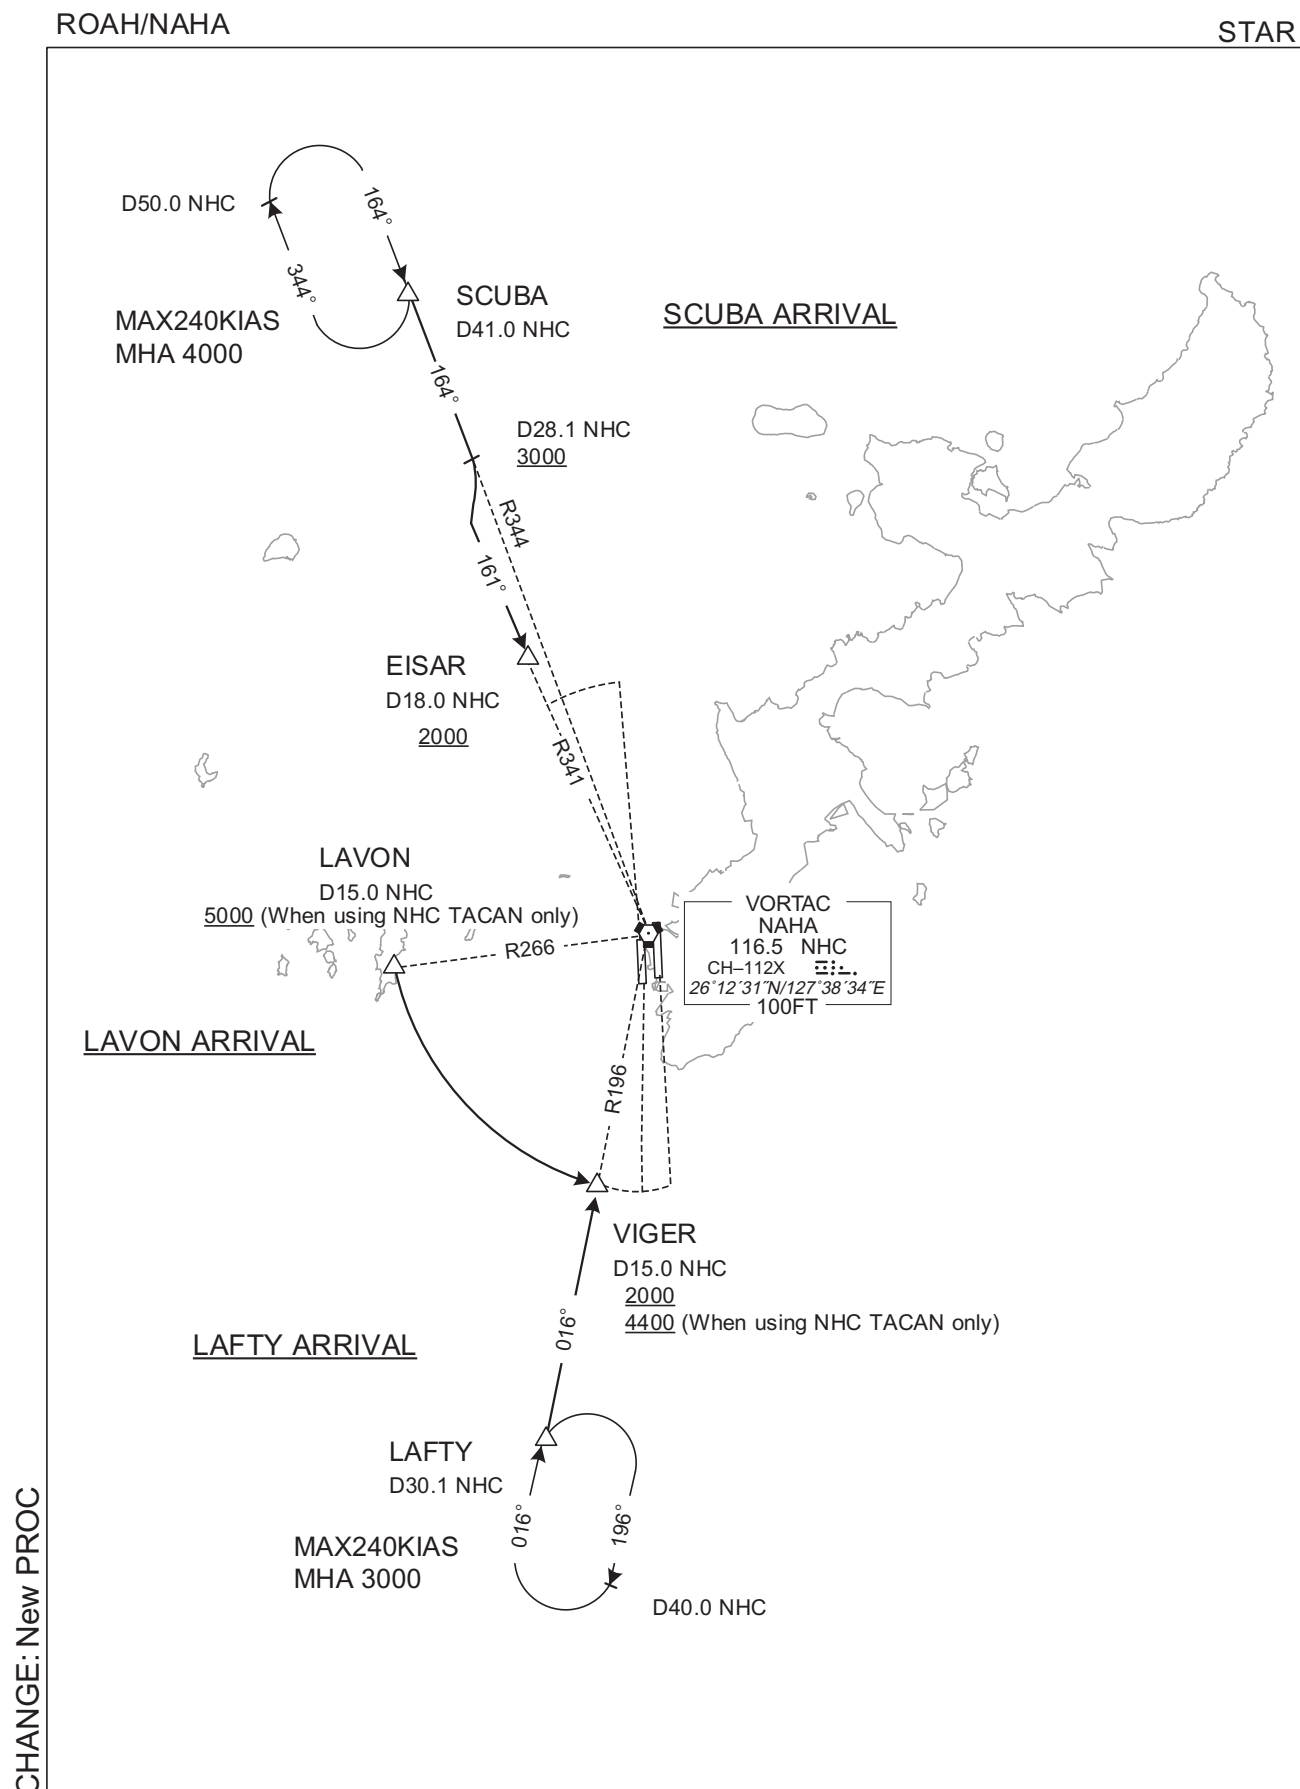 ROAH/NAHA
STAR
D50.0 NHC
164°
344°
SCUBA
D41.0 NHC
SCUBA ARRIVAL
MAX240KIAS
MHA 4000
164°
D28.1 NHC
3000
R344
161°
EISAR
D18.0 NHC
2000
R341
LAVON
D15.0 NHC
5000 (When using NHC TACAN only)
R266
VORTAC
NAHA
116.5 NHC
CH–112X
26°12′31″N/127°38′34″E
100FT
LAVON ARRIVAL
R196
VIGER
D15.0 NHC
2000
4400 (When using NHC TACAN only)
016°
LAFTY ARRIVAL
LAFTY
D30.1 NHC
016°
196°
MAX240KIAS
MHA 3000
D40.0 NHC
CHANGE: New PROC